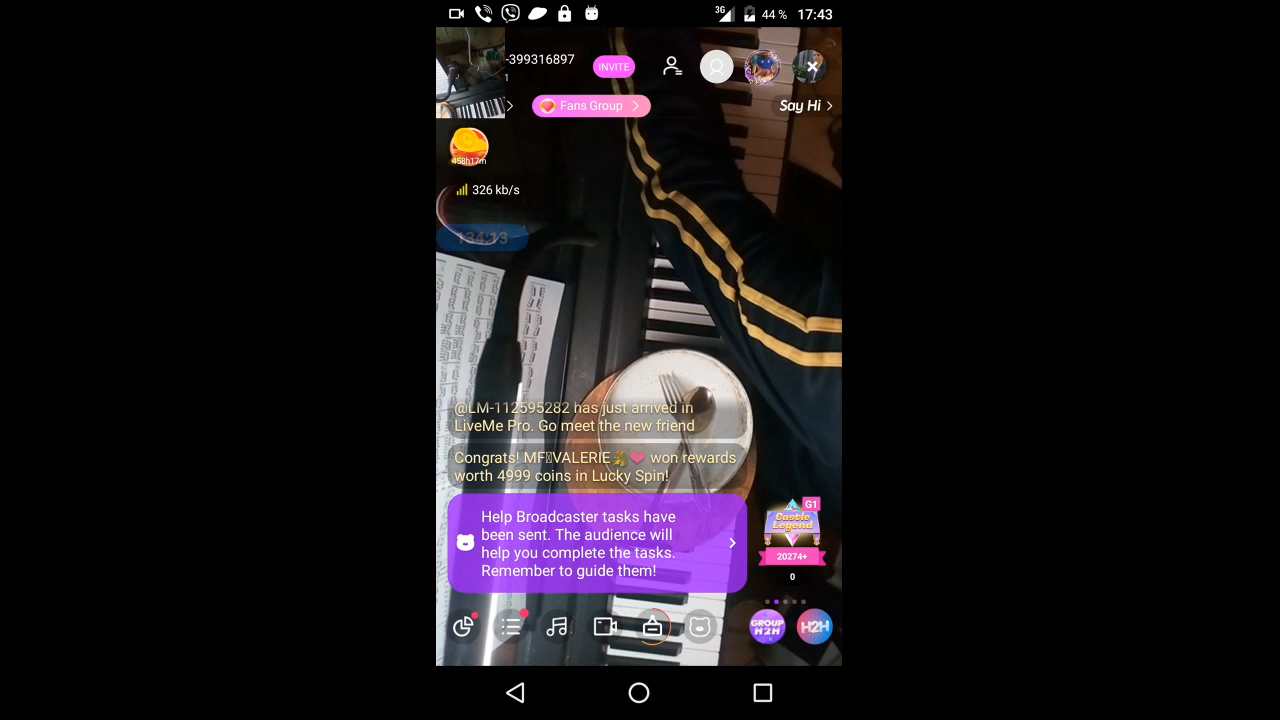 3G 44 % 17:43
-399316897
INVITE
1
Fans Group
Say Hi
458h17m
326 kb/s
134:13
@LM-112595282 has just arrived in
LiveMe Pro. Go meet the new friend
Congrats! MF▯VALERIE🌿💗 won rewards
worth 4999 coins in Lucky Spin!
Help Broadcaster tasks have
been sent. The audience will
help you complete the tasks.
Remember to guide them!
G1
Castle
Legend
20274+
0
GROUP
H2H
H2H